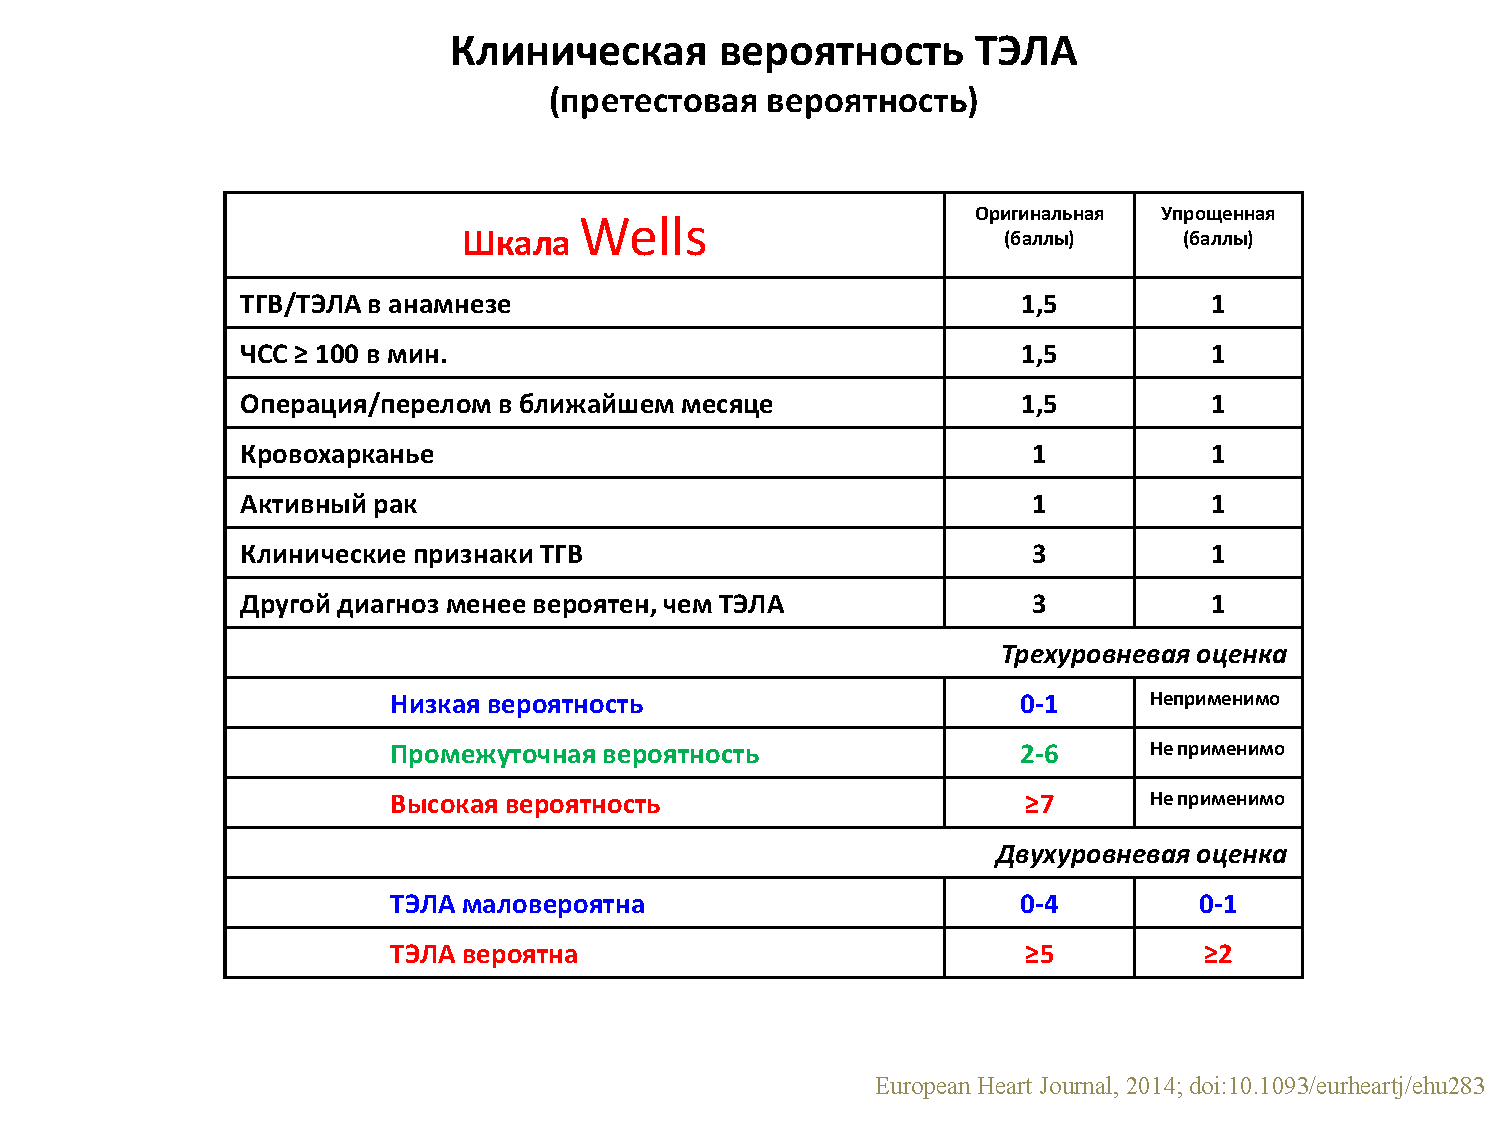 Клиническая вероятность ТЭЛА
(претестовая вероятность)
Шкала Wells
Оригинальная (баллы)
Упрощенная (баллы)
ТГВ/ТЭЛА в анамнезе 1,5 1
ЧСС ≥ 100 в мин. 1,5 1
Операция/перелом в ближайшем месяце 1,5 1
Кровохарканье 1 1
Активный рак 1 1
Клинические признаки ТГВ 3 1
Другой диагноз менее вероятен, чем ТЭЛА 3 1
Трехуровневая оценка
Низкая вероятность 0-1 Неприменимо
Промежуточная вероятность 2-6 Не применимо
Высокая вероятность ≥7 Не применимо
Двухуровневая оценка
ТЭЛА маловероятна 0-4 0-1
ТЭЛА вероятна ≥5 ≥2
European Heart Journal, 2014; doi:10.1093/eurheartj/ehu283